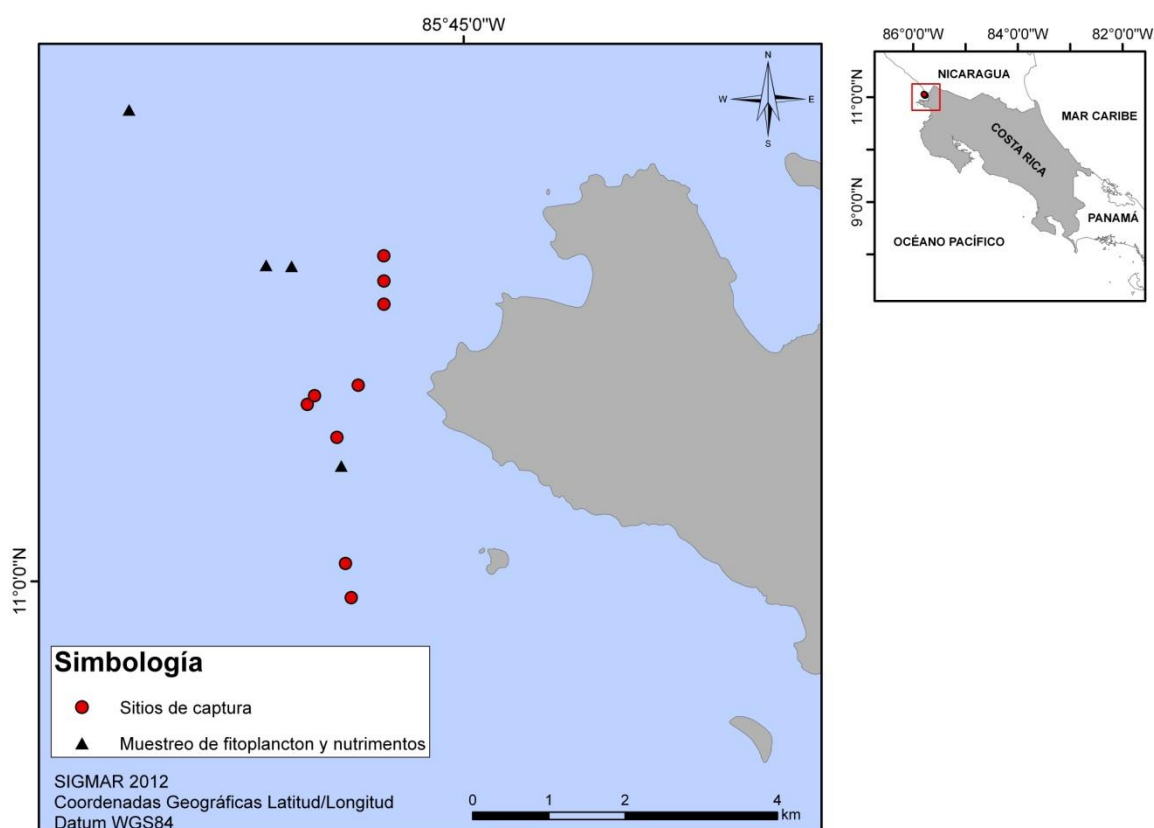 85°45'0"W
N
W E
S
11°0'0"N
Simbología
Sitios de captura
Muestreo de fitoplancton y nutrimentos
SIGMAR 2012
Coordenadas Geográficas Latitud/Longitud
Datum WGS84
0 1 2 4
km
86°0'0"W 84°0'0"W 82°0'0"W
NICARAGUA
11°0'0"N
MAR CARIBE
COSTA RICA
9°0'0"N
PANAMÁ
OCÉANO PACÍFICO